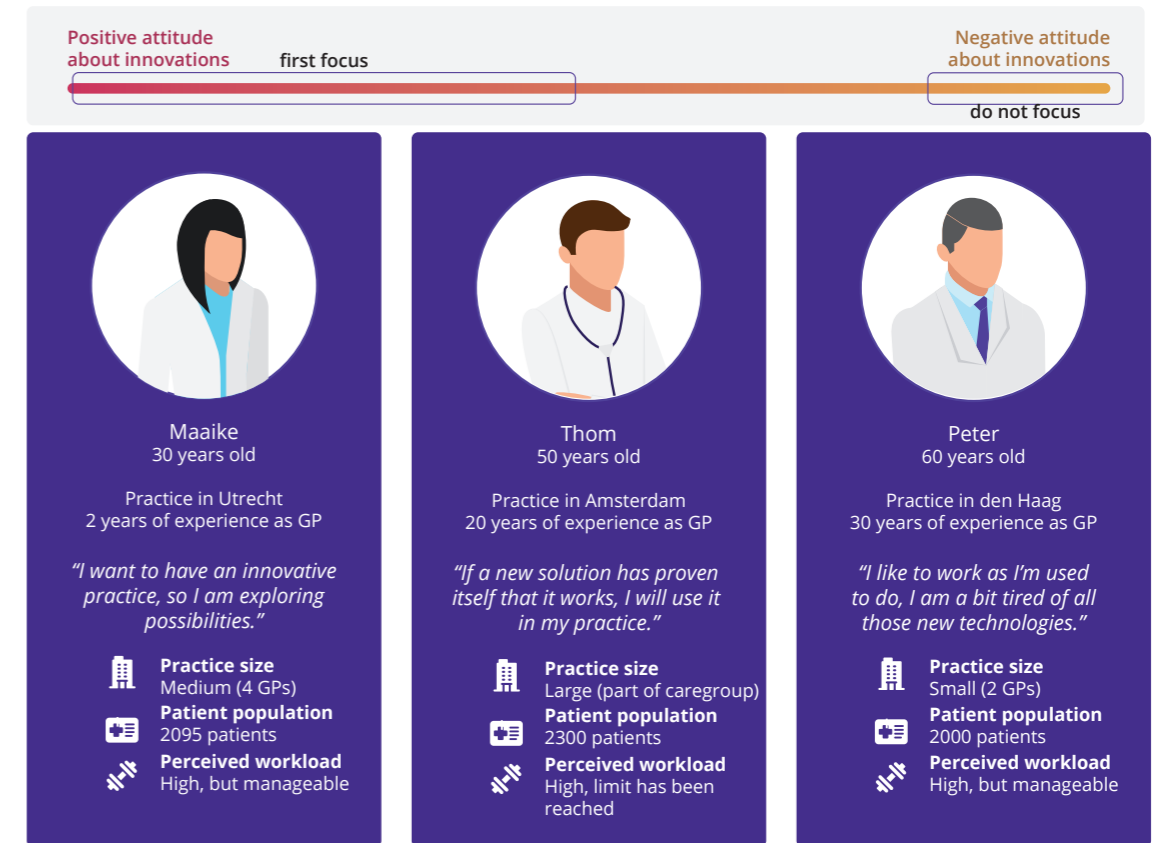 Positive attitude
about innovations
first focus
Negative attitude
about innovations
do not focus
Maaike
30 years old
Practice in Utrecht
2 years of experience as GP
“I want to have an innovative
practice, so I am exploring
possibilities.”
Practice size
Medium (4 GPs)
Patient population
2095 patients
Perceived workload
High, but manageable
Thom
50 years old
Practice in Amsterdam
20 years of experience as GP
“If a new solution has proven
itself that it works, I will use it
in my practice.”
Practice size
Large (part of caregroup)
Patient population
2300 patients
Perceived workload
High, limit has been
reached
Peter
60 years old
Practice in den Haag
30 years of experience as GP
“I like to work as I’m used
to do, I am a bit tired of all
those new technologies.”
Practice size
Small (2 GPs)
Patient population
2000 patients
Perceived workload
High, but manageable